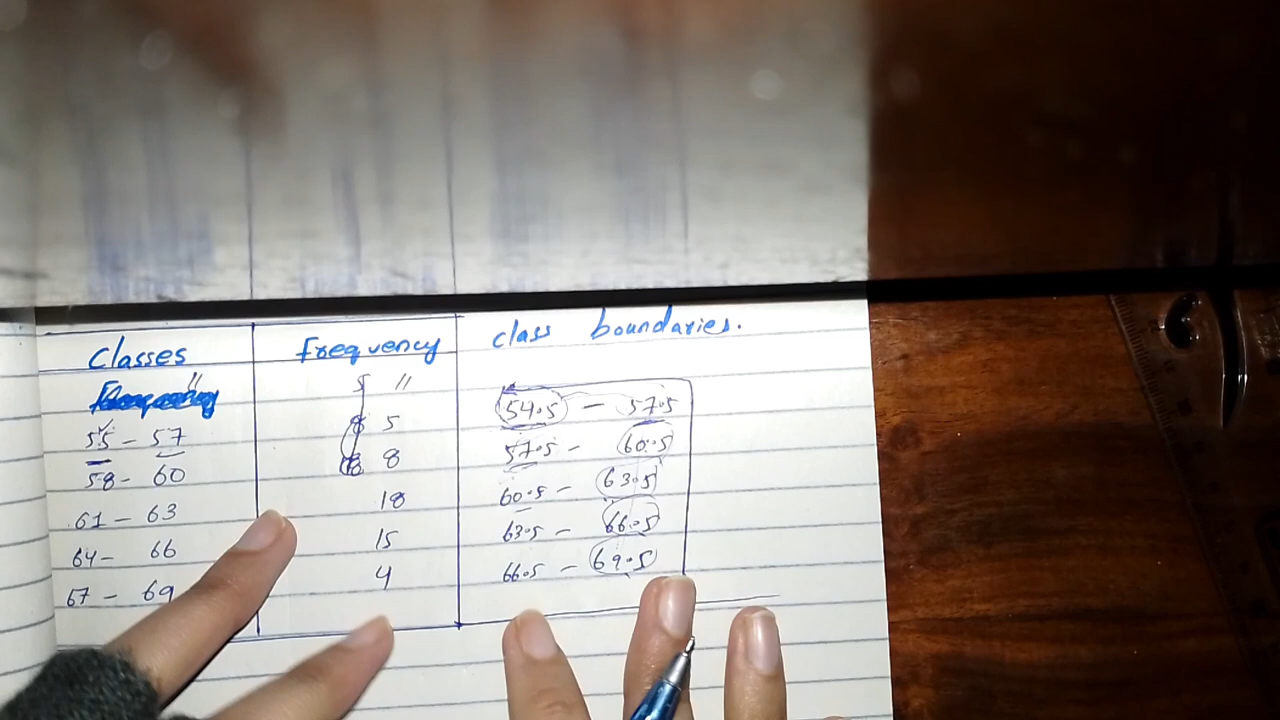 Classes frequency class boundaries.
55 - 57 5 54.5 - 57.5
58 - 60 8 57.5 - 60.5
61 - 63 18 60.5 - 63.5
64 - 66 15 63.5 - 66.5
67 - 69 4 66.5 - 69.5